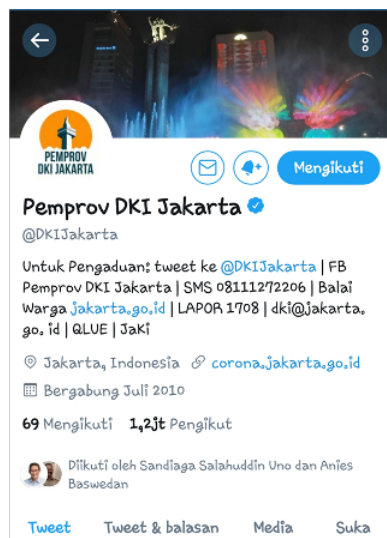 PEMPROV
DKI JAKARTA
Mengikuti
Pemprov DKI Jakarta
@DKIJakarta
Untuk Pengaduan: tweet ke @DKIJakarta | FB
Pemprov DKI Jakarta | SMS 08111272206 | Balai
Warga jakarta.go.id | LAPOR 1708 | dki@jakarta.
go. id | QLUE | JaKi
Jakarta, Indonesia corona.jakarta.go.id
Bergabung Juli 2010
69 Mengikuti 1,2jt Pengikut
Diikuti oleh Sandiaga Salahuddin Uno dan Anies
Baswedan
Tweet Tweet & balasan Media Suka